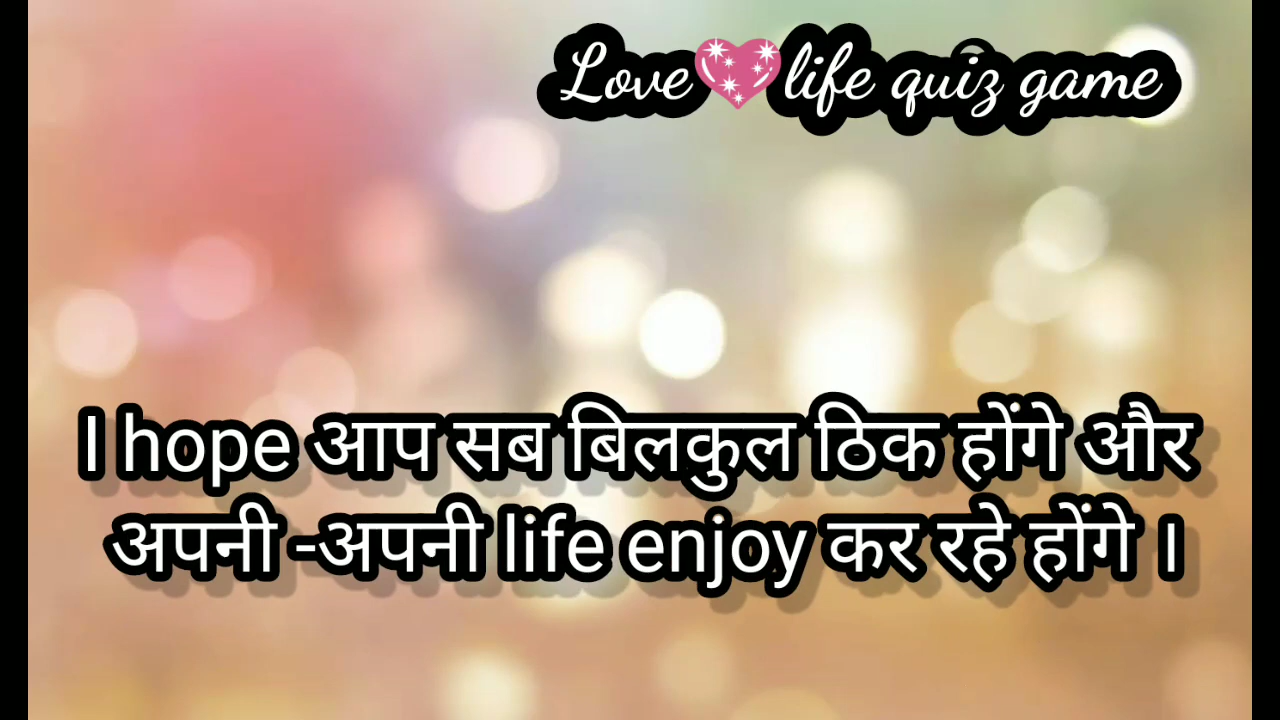 Love💖life quiz game
I hope आप सब बिलकुल ठिक होंगे और
अपनी -अपनी life enjoy कर रहे होंगे ।